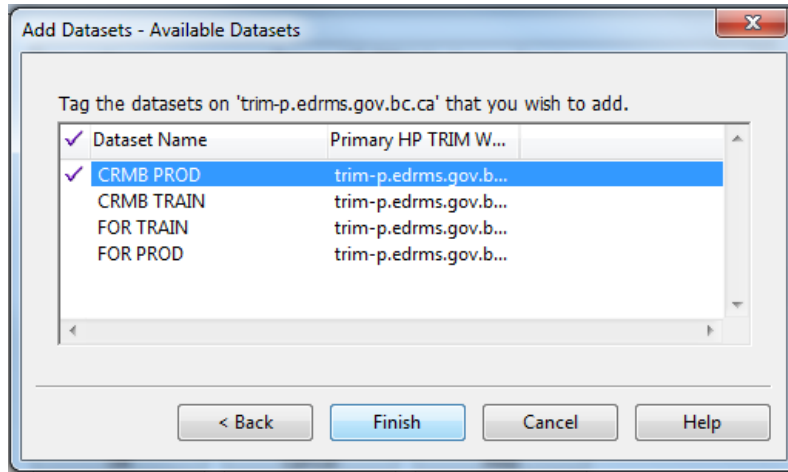 Add Datasets - Available Datasets
Tag the datasets on 'trim-p.edrms.gov.bc.ca' that you wish to add.
Dataset Name Primary HP TRIM W...
CRMB PROD trim-p.edrms.gov.b...
CRMB TRAIN trim-p.edrms.gov.b...
FOR TRAIN trim-p.edrms.gov.b...
FOR PROD trim-p.edrms.gov.b...
< Back Finish Cancel Help